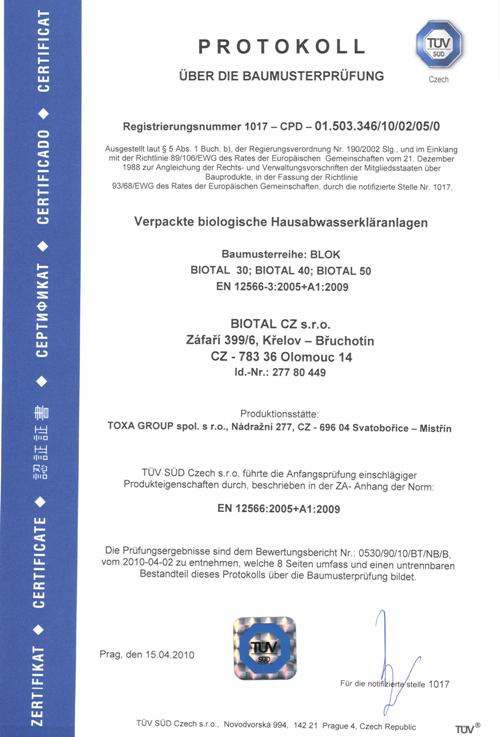 PROTOKOLL
ÜBER DIE BAUMUSTERPRÜFUNG
TÜV
SÜD
Czech
Registrierungsnummer 1017 – CPD – 01.503.346/10/02/05/0
Ausgestellt laut § 5 Abs. 1 Buch. b), der Regierungsverordnung Nr. 190/2002 Slg., und im Einklang
mit der Richtlinie 89/106/EWG des Rates der Europäischen Gemeinschaften vom 21. Dezember
1988 zur Angleichung der Rechts- und Verwaltungsvorschriften der Mitgliedsstaaten über
Bauprodukte, in der Fassung der Richtlinie
93/68/EWG des Rates der Europäischen Gemeinschaften, durch die notifizierte Stelle Nr. 1017.
Verpackte biologische Hausabwasserkläranlagen
Baumusterreihe: BLOK
BIOTAL 30; BIOTAL 40; BIOTAL 50
EN 12566-3:2005+A1:2009
BIOTAL CZ s.r.o.
Záfaří 399/6, Křelov – Břuchotín
CZ - 783 36 Olomouc 14
Id.-Nr.: 277 80 449
Produktionsstätte:
TOXA GROUP spol. s r.o., Nádražní 277, CZ - 696 04 Svatobořice – Mistřín
TÜV SÜD Czech s.r.o. führte die Anfangsprüfung einschlägiger
Produkteigenschaften durch, beschrieben in der ZA- Anhang der Norm:
EN 12566:2005+A1:2009
Die Prüfungsergebnisse sind dem Bewertungsbericht Nr.: 0530/90/10/BT/NB/B,
vom 2010-04-02 zu entnehmen, welche 8 Seiten umfass und einen untrennbaren
Bestandteil dieses Protokolls über die Baumusterprüfung bildet.
Prag, den 15.04.2010
TÜV
SÜD
Für die notifizierte stelle 1017
TÜV SÜD Czech s.r.o., Novodvorská 994, 142 21 Prague 4, Czech Republic
TÜV®
ZERTIFIKAT ◆ CERTIFICATE ◆ 認証証書 ◆ СЕРТИФИКАТ ◆ CERTIFICADO ◆ CERTIFICAT